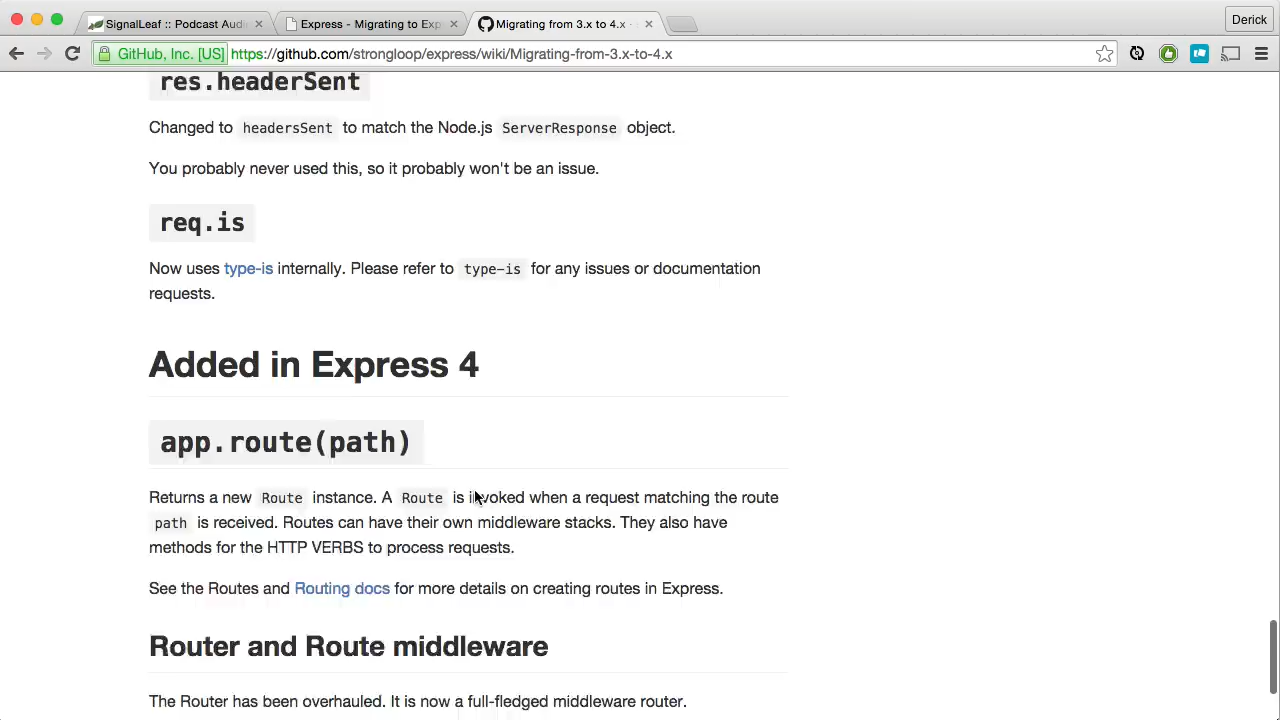 SignalLeaf :: Podcast Audi
Express - Migrating to Exp
Migrating from 3.x to 4.x ·
Derick
GitHub, Inc. [US] https://github.com/strongloop/express/wiki/Migrating-from-3.x-to-4.x
res.headerSent
Changed to headersSent to match the Node.js ServerResponse object.
You probably never used this, so it probably won't be an issue.
req.is
Now uses type-is internally. Please refer to type-is for any issues or documentation
requests.
Added in Express 4
app.route(path)
Returns a new Route instance. A Route is invoked when a request matching the route
path is received. Routes can have their own middleware stacks. They also have
methods for the HTTP VERBS to process requests.
See the Routes and Routing docs for more details on creating routes in Express.
Router and Route middleware
The Router has been overhauled. It is now a full-fledged middleware router.